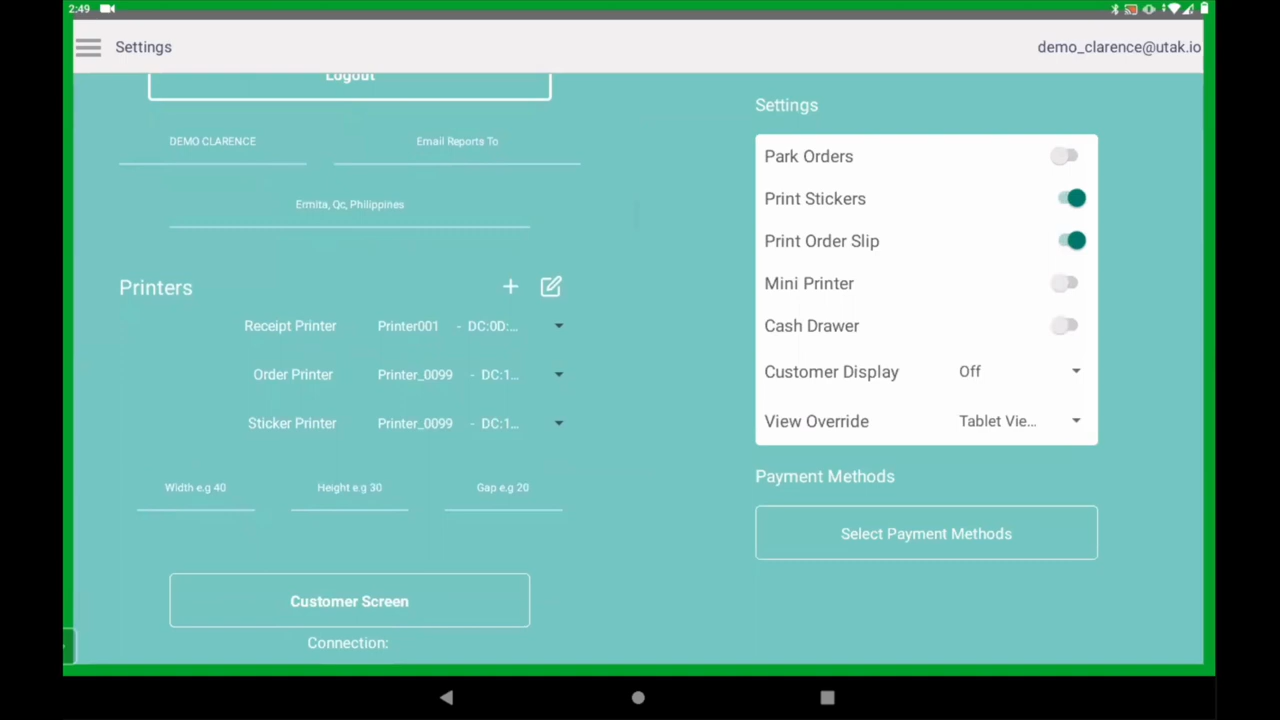 2:49
Settings
demo_clarence@utak.io
Logout
DEMO CLARENCE
Email Reports To
Ermita, Qc, Philippines
Printers
Receipt Printer Printer001 - DC:0D:...
Order Printer Printer_0099 - DC:1...
Sticker Printer Printer_0099 - DC:1...
Width e.g 40
Height e.g 30
Gap e.g 20
Customer Screen
Connection:
Settings
Park Orders
Print Stickers
Print Order Slip
Mini Printer
Cash Drawer
Customer Display Off
View Override Tablet Vie...
Payment Methods
Select Payment Methods